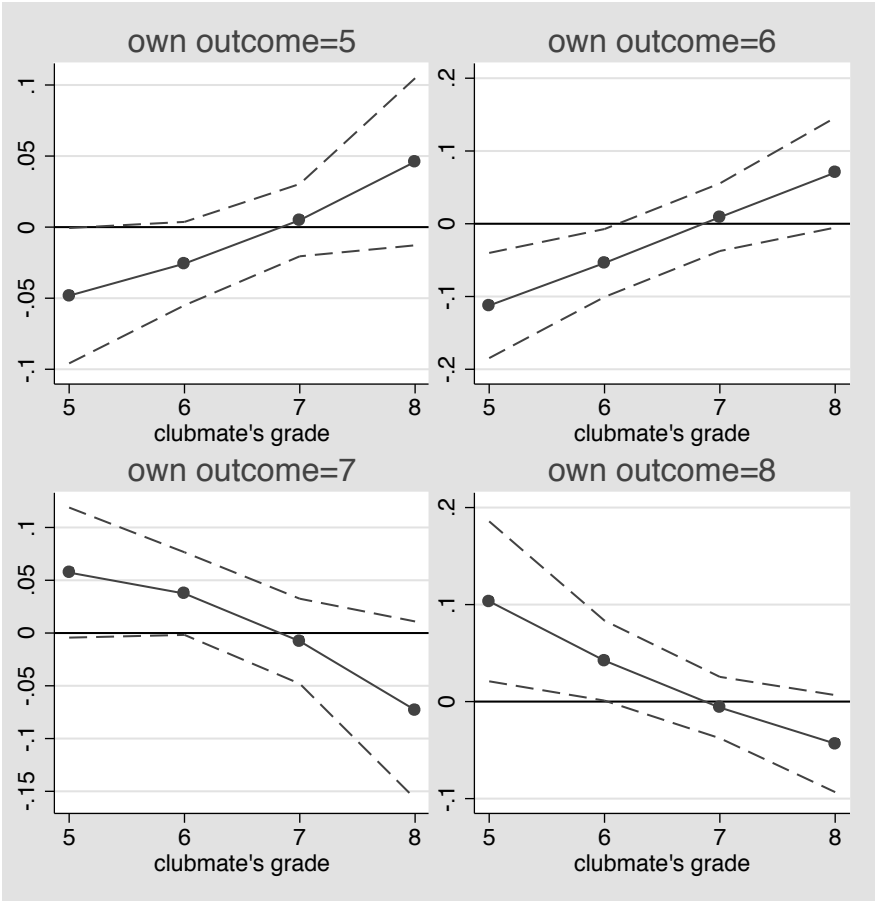 own outcome=5
.1
.05
0
-.05
-.1
5 6 7 8
clubmate's grade
own outcome=6
.2
.1
0
-.1
-.2
5 6 7 8
clubmate's grade
own outcome=7
.1
.05
0
-.05
-.1
-.15
5 6 7 8
clubmate's grade
own outcome=8
.2
.1
0
-.1
5 6 7 8
clubmate's grade